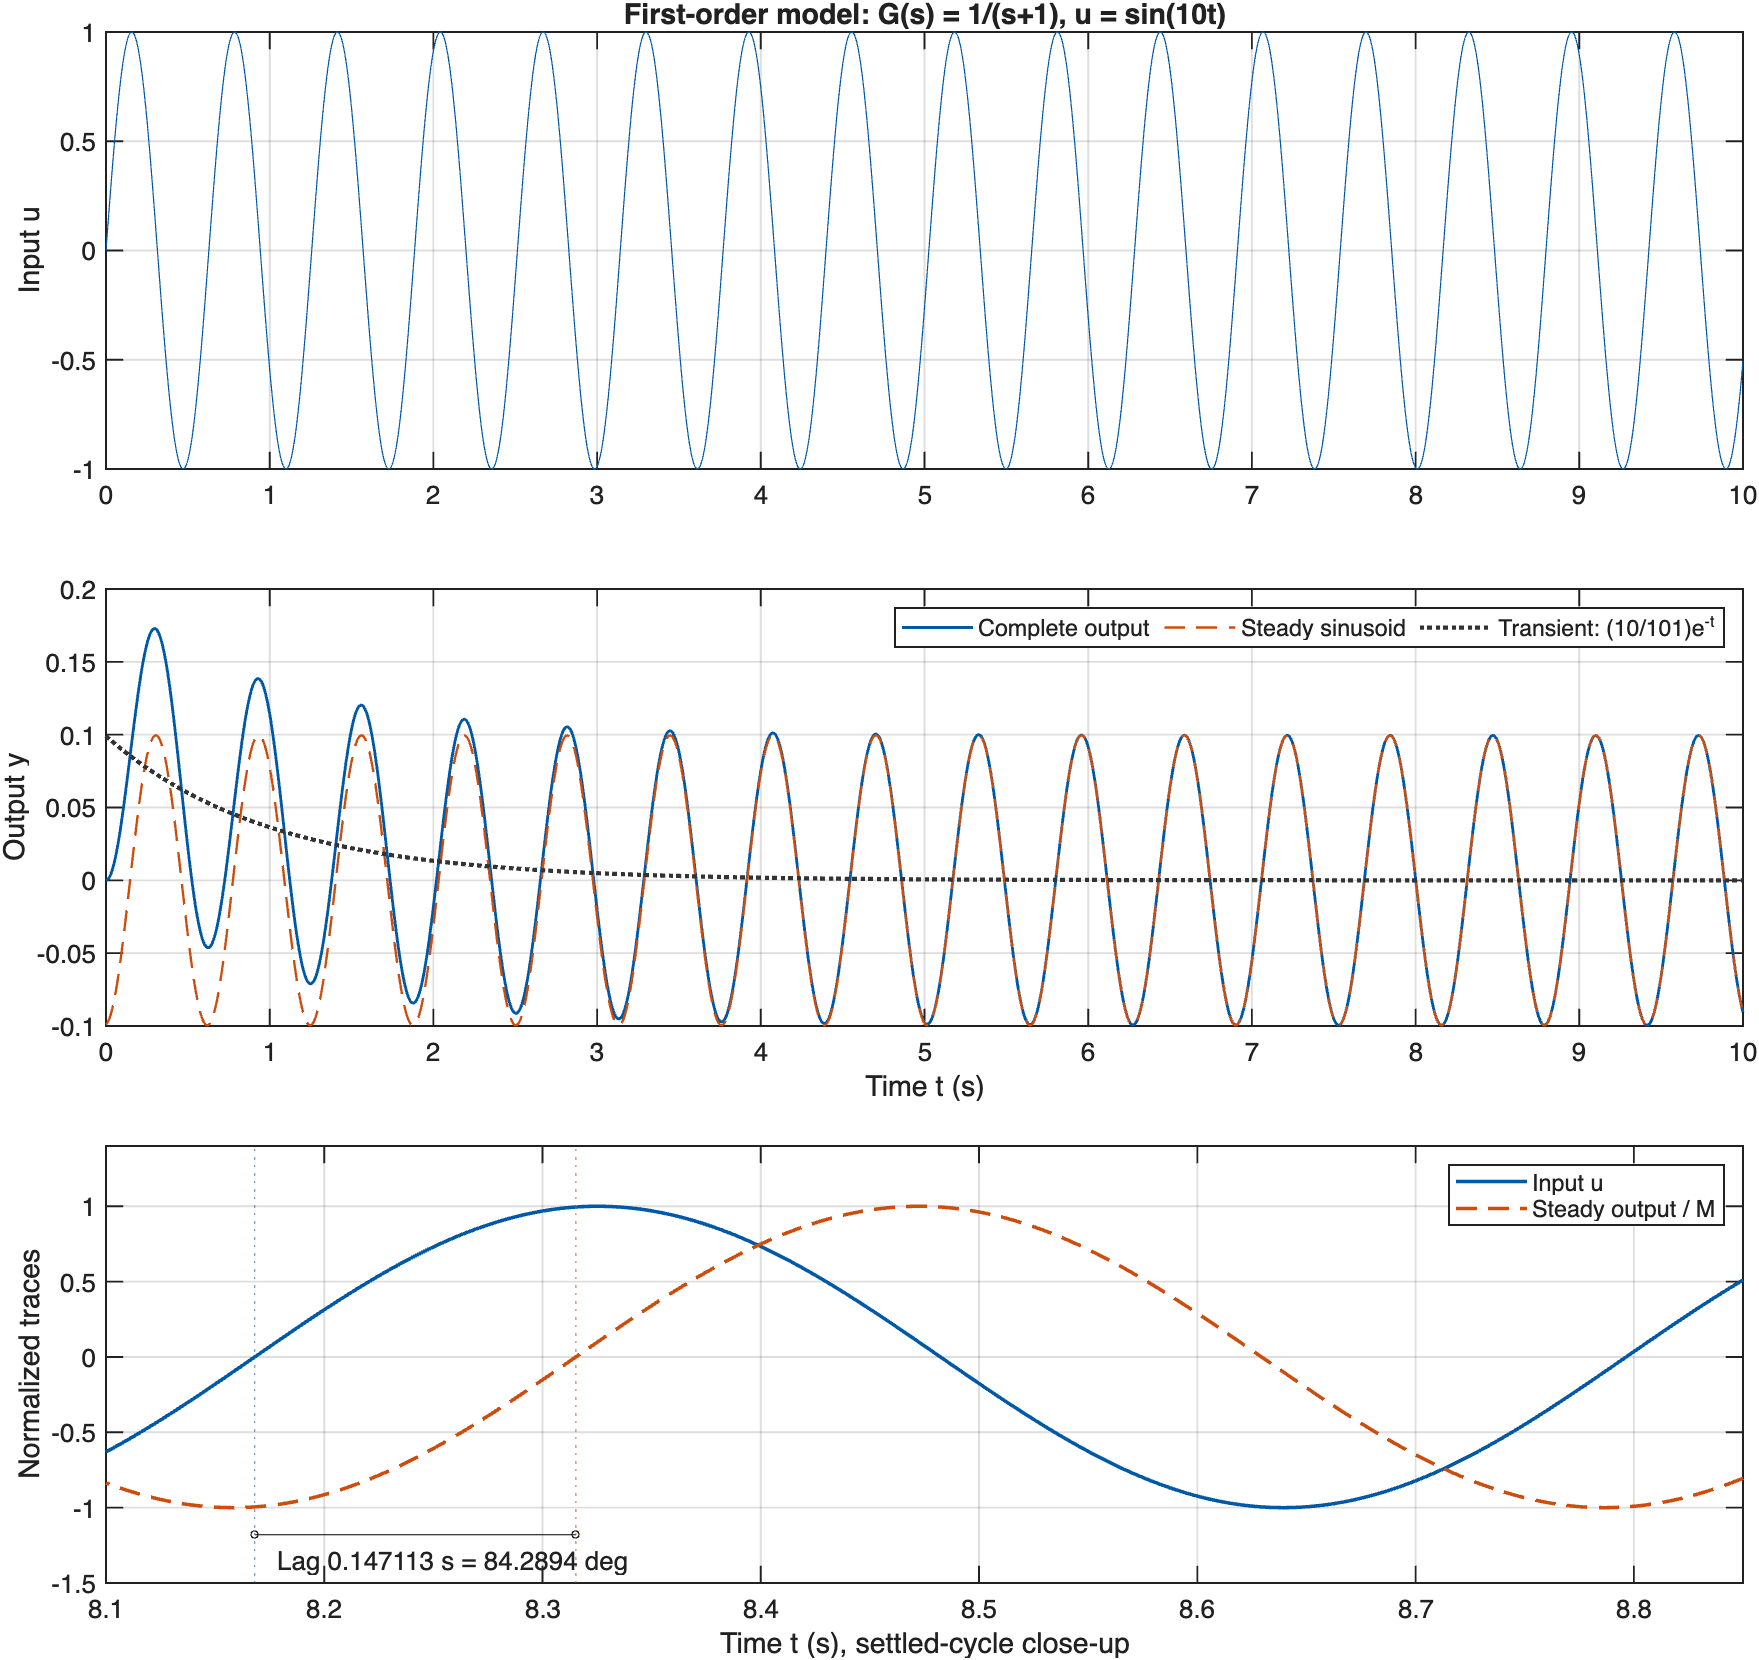 First-order model: G(s) = 1/(s+1), u = sin(10t)
1
0.5
0
-0.5
-1
Input u
0 1 2 3 4 5 6 7 8 9 10
0.2
0.15
0.1
0.05
0
-0.05
-0.1
Output y
Complete output Steady sinusoid Transient: (10/101)e-t
0 1 2 3 4 5 6 7 8 9 10
Time t (s)
1
0.5
0
-0.5
-1
-1.5
Normalized traces
Input u
Steady output / M
Lag 0.147113 s = 84.2894 deg
8.1 8.2 8.3 8.4 8.5 8.6 8.7 8.8
Time t (s), settled-cycle close-up